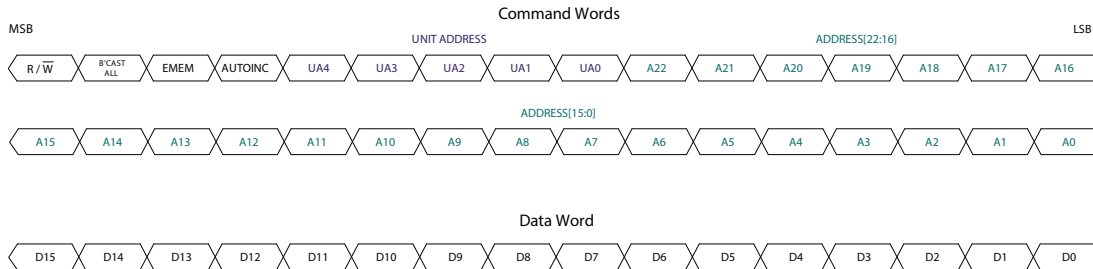 Command Words
MSB LSB
UNIT ADDRESS ADDRESS[22:16]
R / W B'CAST ALL EMEM AUTOINC UA4 UA3 UA2 UA1 UA0 A22 A21 A20 A19 A18 A17 A16
ADDRESS[15:0]
A15 A14 A13 A12 A11 A10 A9 A8 A7 A6 A5 A4 A3 A2 A1 A0
Data Word
D15 D14 D13 D12 D11 D10 D9 D8 D7 D6 D5 D4 D3 D2 D1 D0